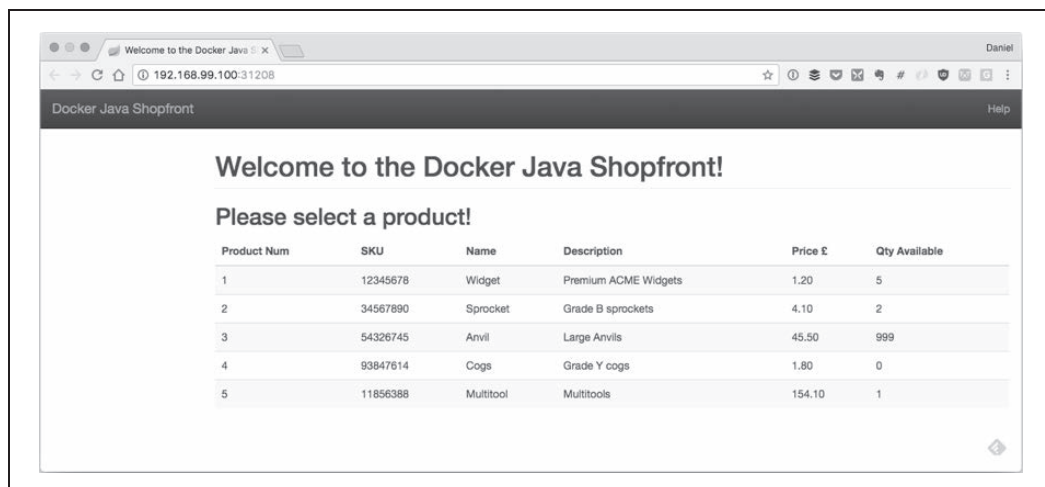 Welcome to the Docker Java S
Daniel
192.168.99.100:31208
Docker Java Shopfront
Help
Welcome to the Docker Java Shopfront!
Please select a product!
Product Num SKU Name Description Price £ Qty Available
1 12345678 Widget Premium ACME Widgets 1.20 5
2 34567890 Sprocket Grade B sprockets 4.10 2
3 54326745 Anvil Large Anvils 45.50 999
4 93847614 Cogs Grade Y cogs 1.80 0
5 11856388 Multitool Multitools 154.10 1